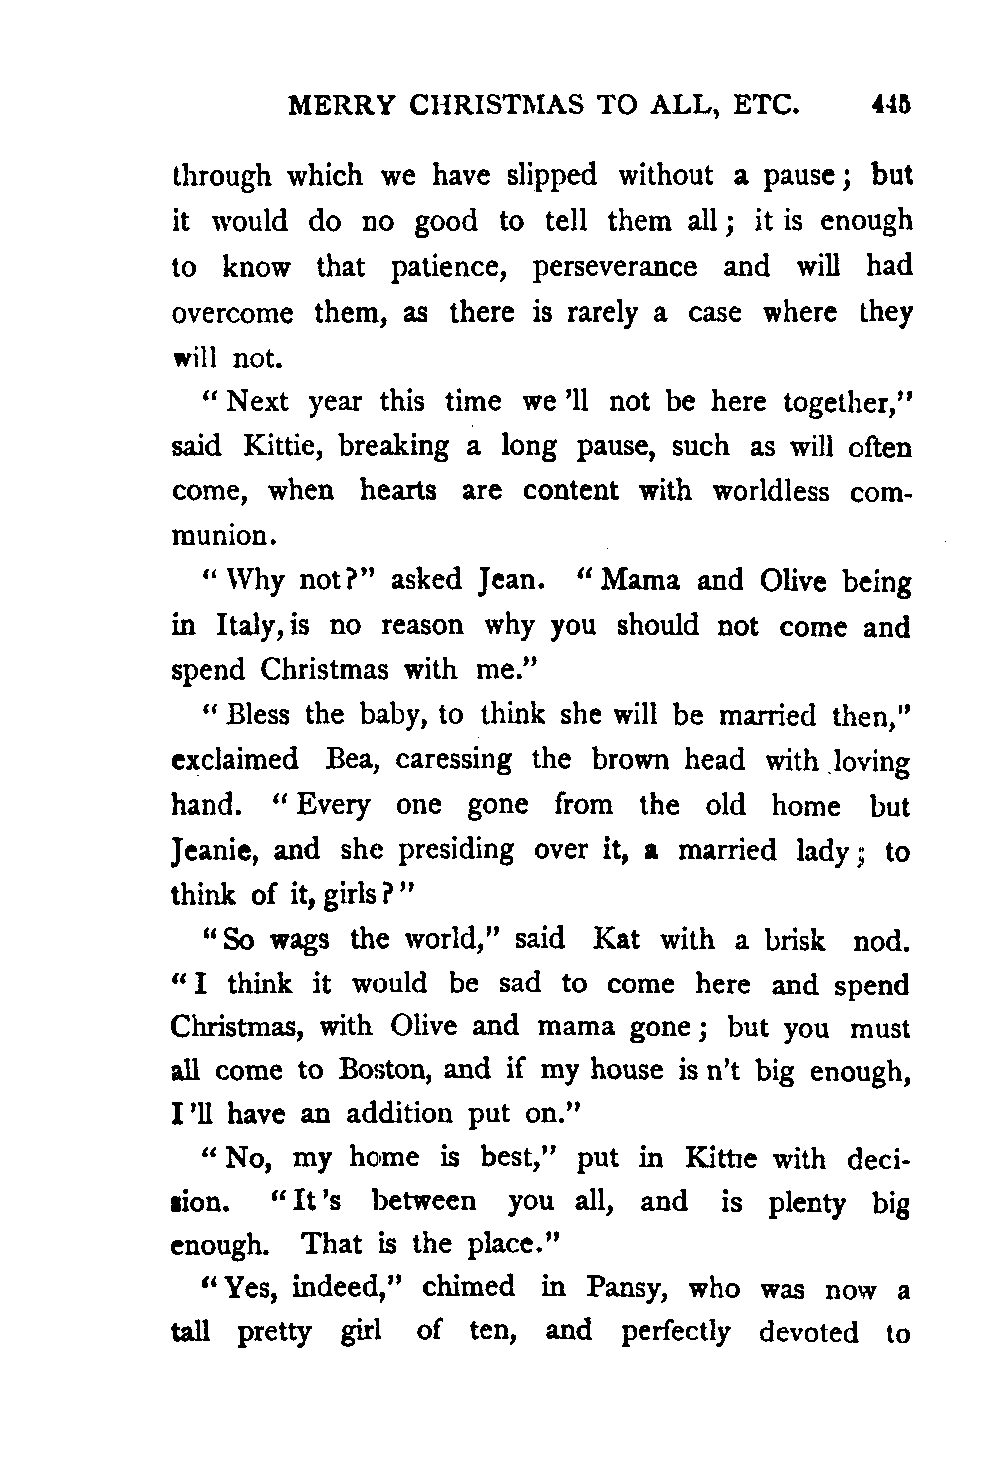 MERRY CHRISTMAS TO ALL, ETC. 445
through which we have slipped without a pause; but
it would do no good to tell them all; it is enough
to know that patience, perseverance and will had
overcome them, as there is rarely a case where they
will not.
"Next year this time we'll not be here together,"
said Kittie, breaking a long pause, such as will often
come, when hearts are content with worldless com-
munion.
"Why not?" asked Jean. "Mama and Olive being
in Italy, is no reason why you should not come and
spend Christmas with me."
"Bless the baby, to think she will be married then,"
exclaimed Bea, caressing the brown head with loving
hand. "Every one gone from the old home but
Jeanie, and she presiding over it, a married lady; to
think of it, girls?"
"So wags the world," said Kat with a brisk nod.
"I think it would be sad to come here and spend
Christmas, with Olive and mama gone; but you must
all come to Boston, and if my house is n't big enough,
I'll have an addition put on."
"No, my home is best," put in Kittie with deci-
sion. "It's between you all, and is plenty big
enough. That is the place."
"Yes, indeed," chimed in Pansy, who was now a
tall pretty girl of ten, and perfectly devoted to